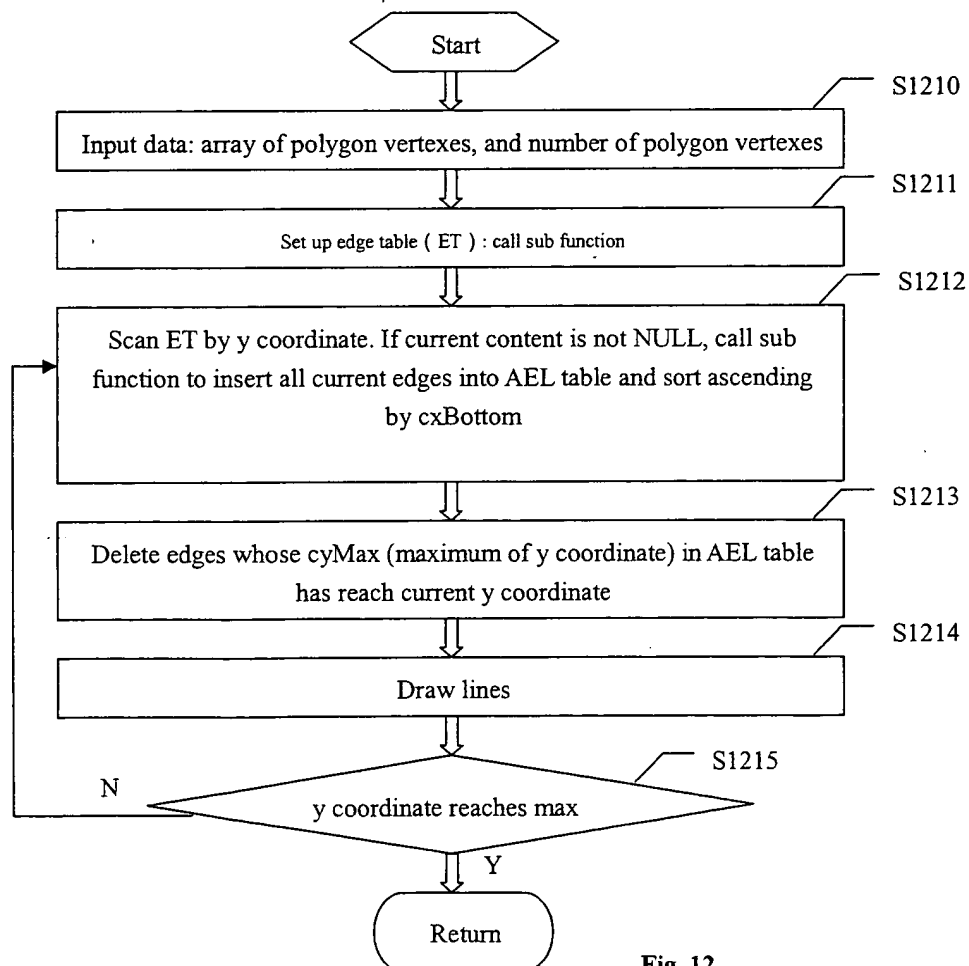 Start
S1210
Input data: array of polygon vertexes, and number of polygon vertexes
S1211
Set up edge table ( ET ) : call sub function
S1212
Scan ET by y coordinate. If current content is not NULL, call sub
function to insert all current edges into AEL table and sort ascending
by cxBottom
S1213
Delete edges whose cyMax (maximum of y coordinate) in AEL table
has reach current y coordinate
S1214
Draw lines
S1215
N
y coordinate reaches max
Y
Return
Fig. 12